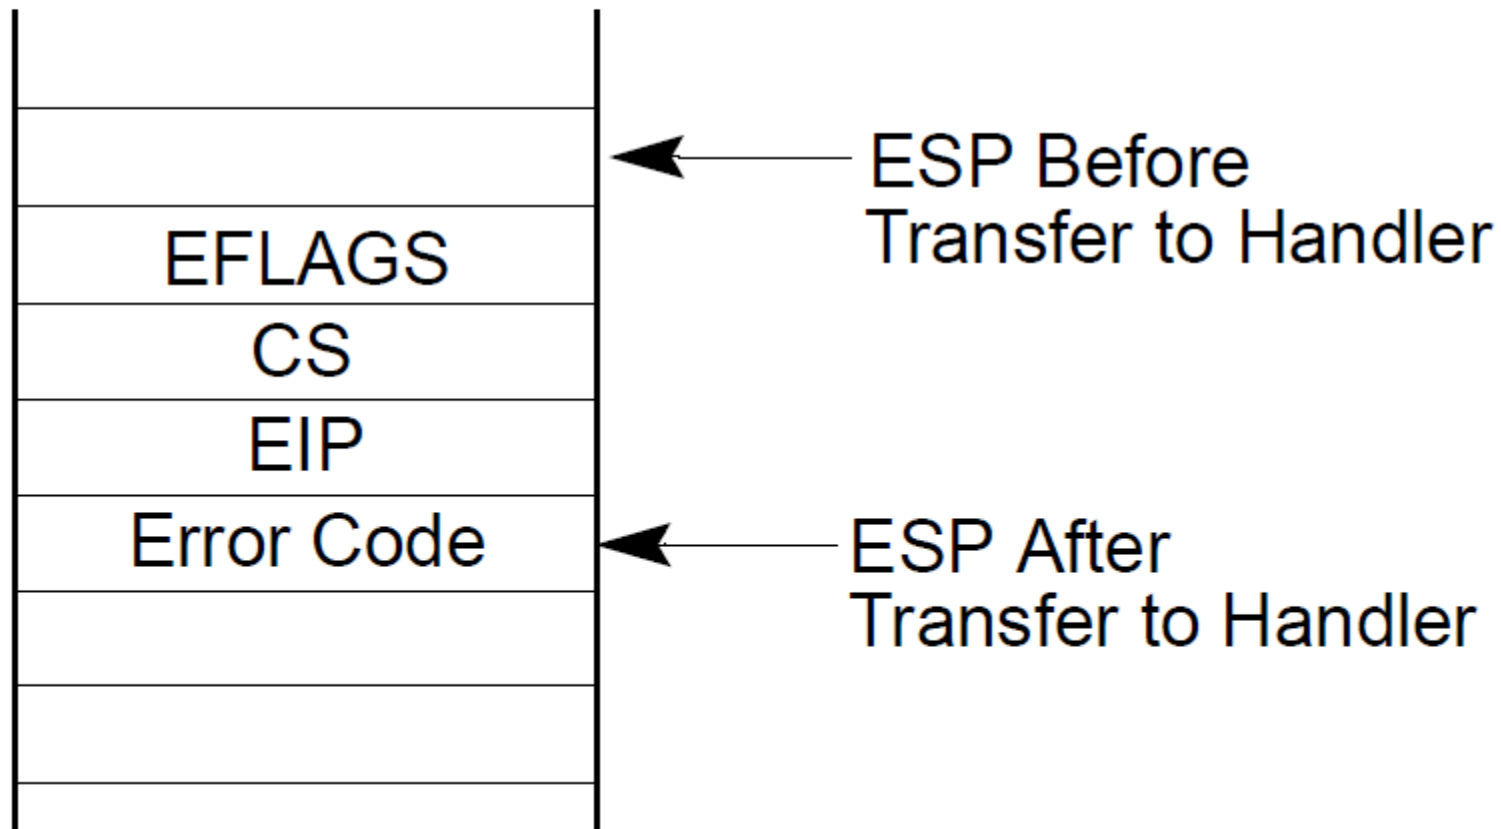 ESP Before
Transfer to Handler
EFLAGS
CS
EIP
Error Code
ESP After
Transfer to Handler